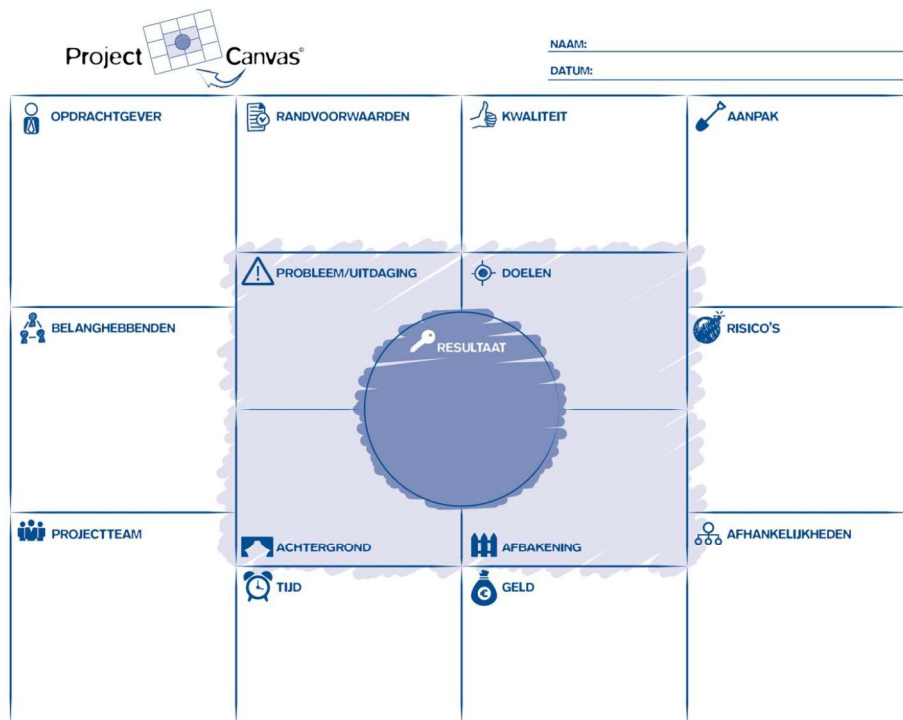 Project Canvas©
NAAM:
DATUM:
OPDRACHTGEVER
RANDVOORWAARDEN
KWALITEIT
AANPAK
PROBLEEM/UITDAGING
DOELEN
BELANGHEBBENDEN
RESULTAAT
RISICO'S
PROJECTTEAM
ACHTERGROND
AFBAKENING
AFHANKELIJKHEDEN
TIJD
GELD
€